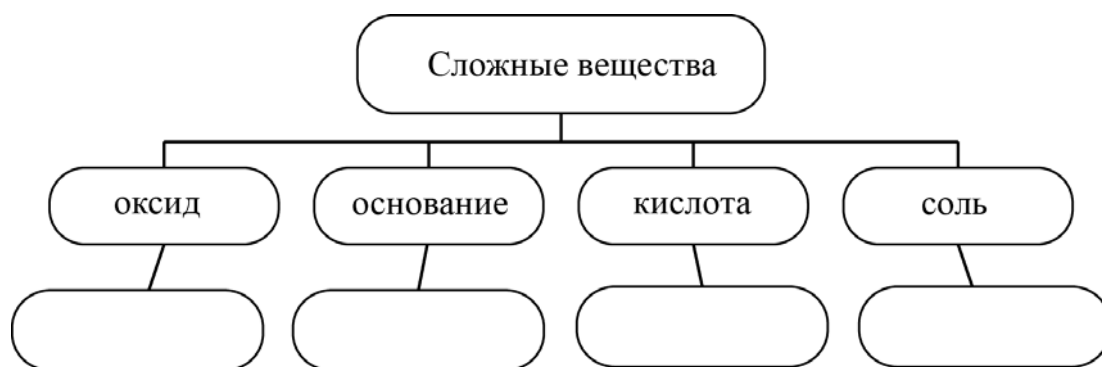 Сложные вещества
оксид
основание
кислота
соль